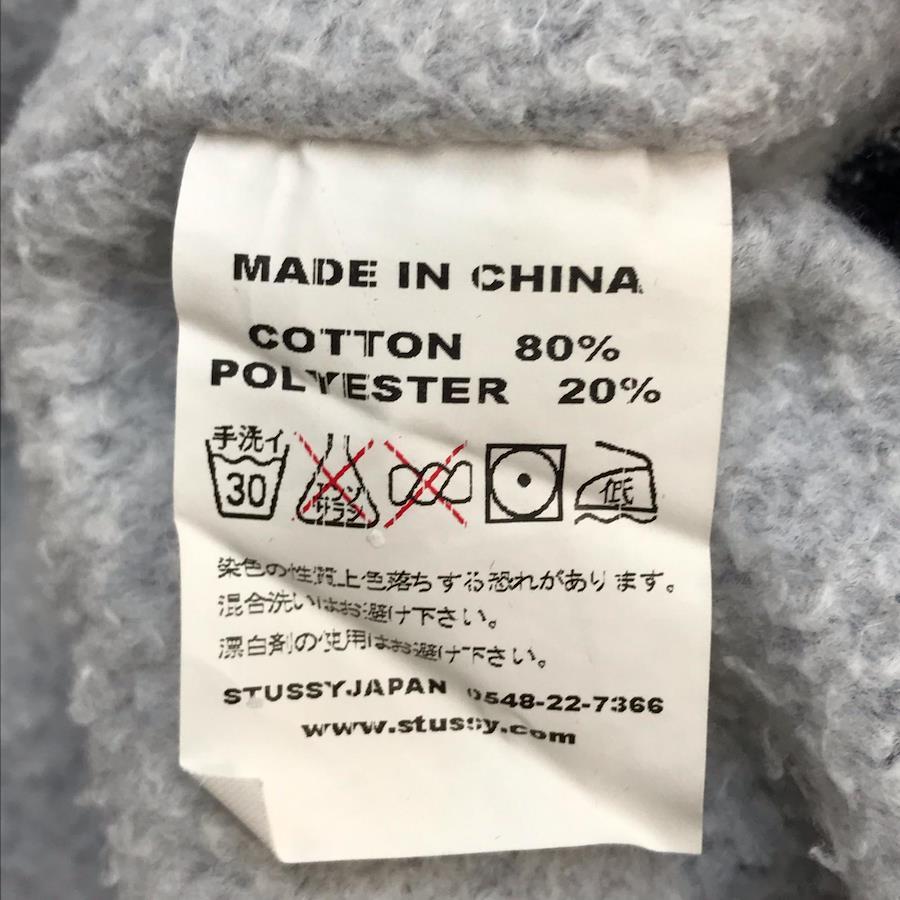 MADE IN CHINA
COTTON 80%
POLYESTER 20%
手洗イ
30
エンソ
サラシ
低
染色の性質上色落ちする恐れがあります。
混合洗いはお避け下さい。
漂白剤の使用はお避け下さい。
STUSSYJAPAN 0548-22-7366
www.stussy.com